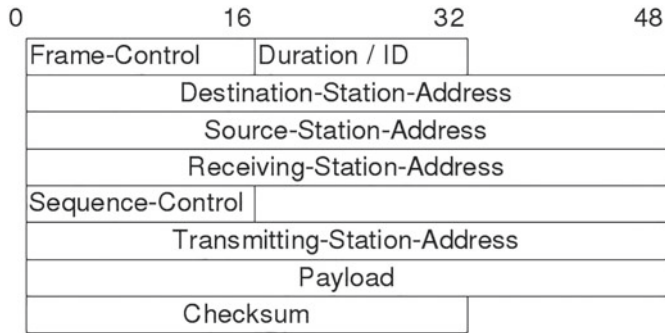 0 16 32 48
Frame-Control Duration / ID
Destination-Station-Address
Source-Station-Address
Receiving-Station-Address
Sequence-Control
Transmitting-Station-Address
Payload
Checksum